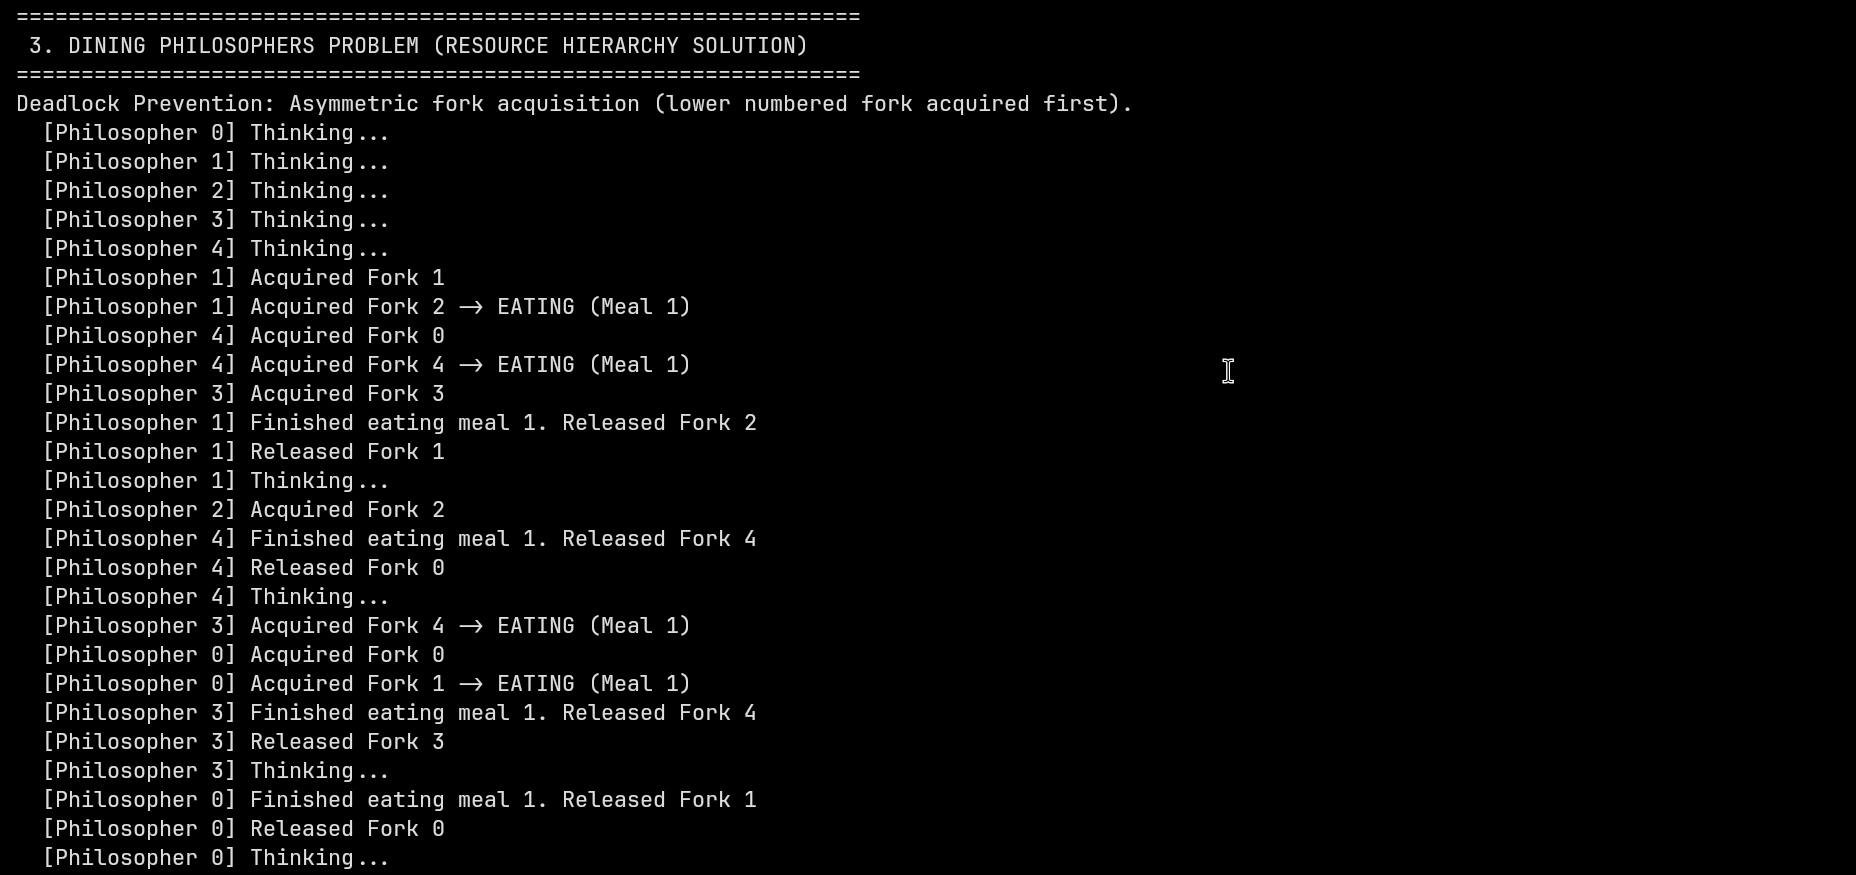 =================================================================
3. DINING PHILOSOPHERS PROBLEM (RESOURCE HIERARCHY SOLUTION)
=================================================================
Deadlock Prevention: Asymmetric fork acquisition (lower numbered fork acquired first).
[Philosopher 0] Thinking...
[Philosopher 1] Thinking...
[Philosopher 2] Thinking...
[Philosopher 3] Thinking...
[Philosopher 4] Thinking...
[Philosopher 1] Acquired Fork 1
[Philosopher 1] Acquired Fork 2 -> EATING (Meal 1)
[Philosopher 4] Acquired Fork 0
[Philosopher 4] Acquired Fork 4 -> EATING (Meal 1)
[Philosopher 3] Acquired Fork 3
[Philosopher 1] Finished eating meal 1. Released Fork 2
[Philosopher 1] Released Fork 1
[Philosopher 1] Thinking...
[Philosopher 2] Acquired Fork 2
[Philosopher 4] Finished eating meal 1. Released Fork 4
[Philosopher 4] Released Fork 0
[Philosopher 4] Thinking...
[Philosopher 3] Acquired Fork 4 -> EATING (Meal 1)
[Philosopher 0] Acquired Fork 0
[Philosopher 0] Acquired Fork 1 -> EATING (Meal 1)
[Philosopher 3] Finished eating meal 1. Released Fork 4
[Philosopher 3] Released Fork 3
[Philosopher 3] Thinking...
[Philosopher 0] Finished eating meal 1. Released Fork 1
[Philosopher 0] Released Fork 0
[Philosopher 0] Thinking...